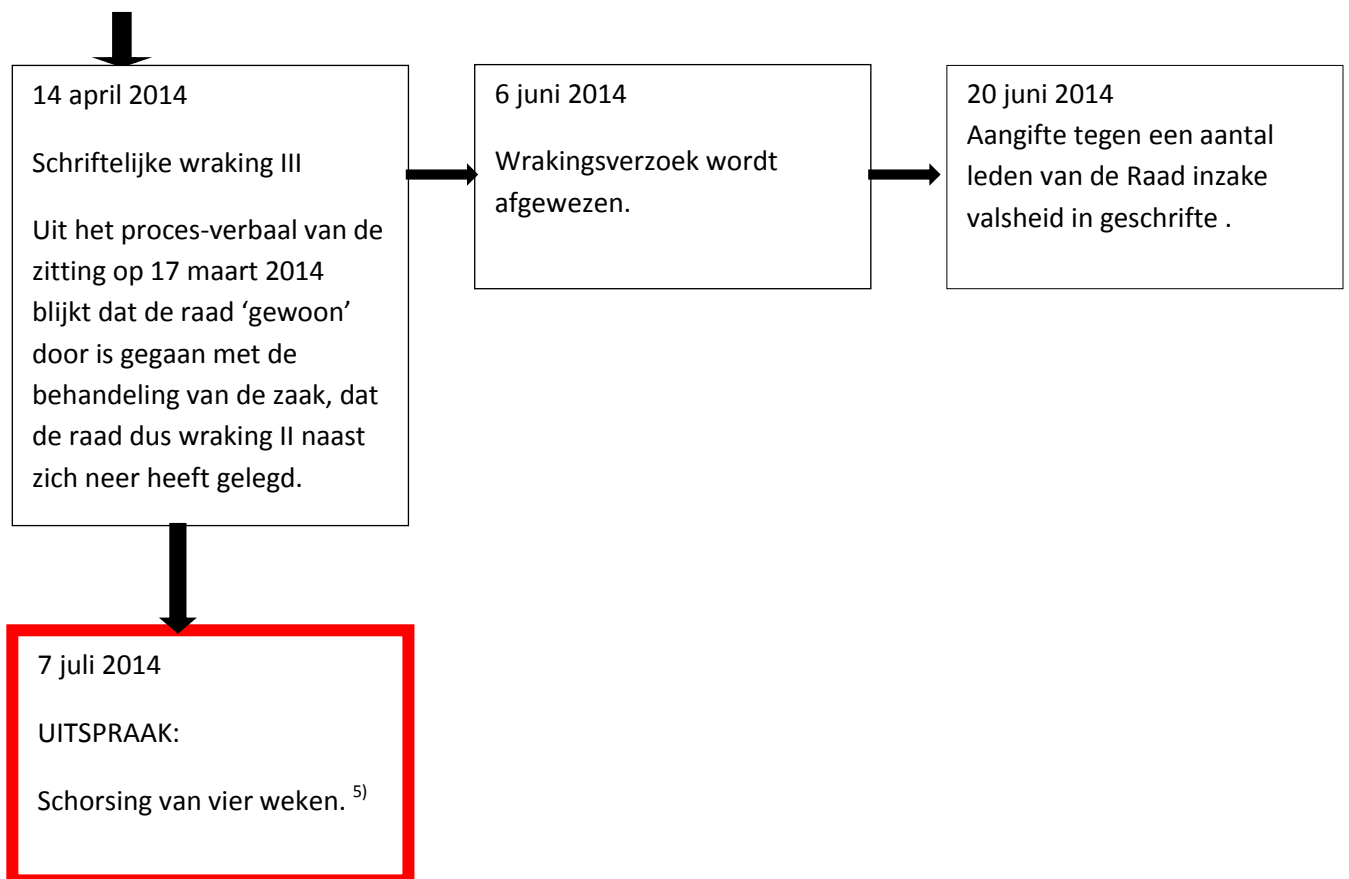 14 april 2014
Schriftelijke wraking III
Uit het proces-verbaal van de
zitting op 17 maart 2014
blijkt dat de raad ‘gewoon’
door is gegaan met de
behandeling van de zaak, dat
de raad dus wraking II naast
zich neer heeft gelegd.
6 juni 2014
Wrakingsverzoek wordt
afgewezen.
20 juni 2014
Aangifte tegen een aantal
leden van de Raad inzake
valsheid in geschrifte .
7 juli 2014
UITSPRAAK:
Schorsing van vier weken. 5)